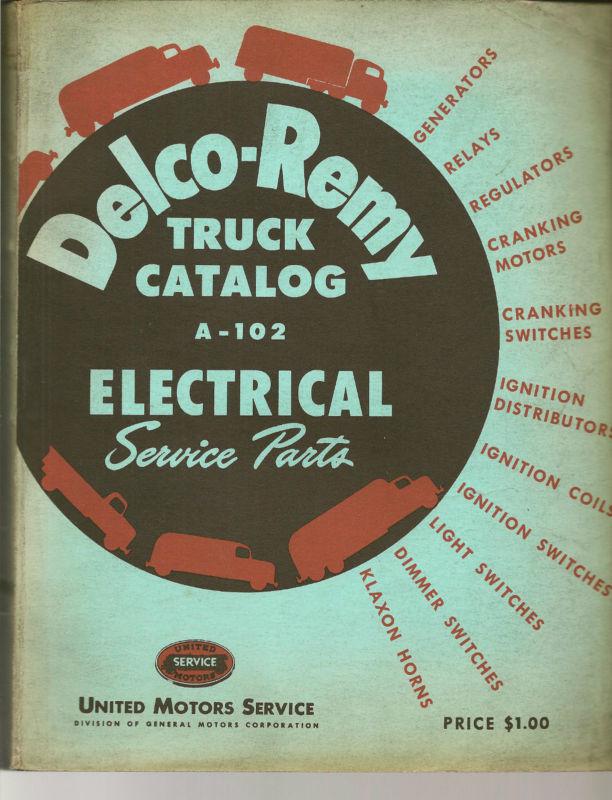 Delco-Remy
TRUCK
CATALOG
A-102
ELECTRICAL
Service Parts
GENERATORS
RELAYS
REGULATORS
CRANKING
MOTORS
CRANKING
SWITCHES
IGNITION
DISTRIBUTORS
IGNITION COILS
IGNITION SWITCHES
LIGHT SWITCHES
DIMMER SWITCHES
KLAXON HORNS
UNITED
SERVICE
MOTORS
UNITED MOTORS SERVICE
DIVISION OF GENERAL MOTORS CORPORATION
PRICE $1.00